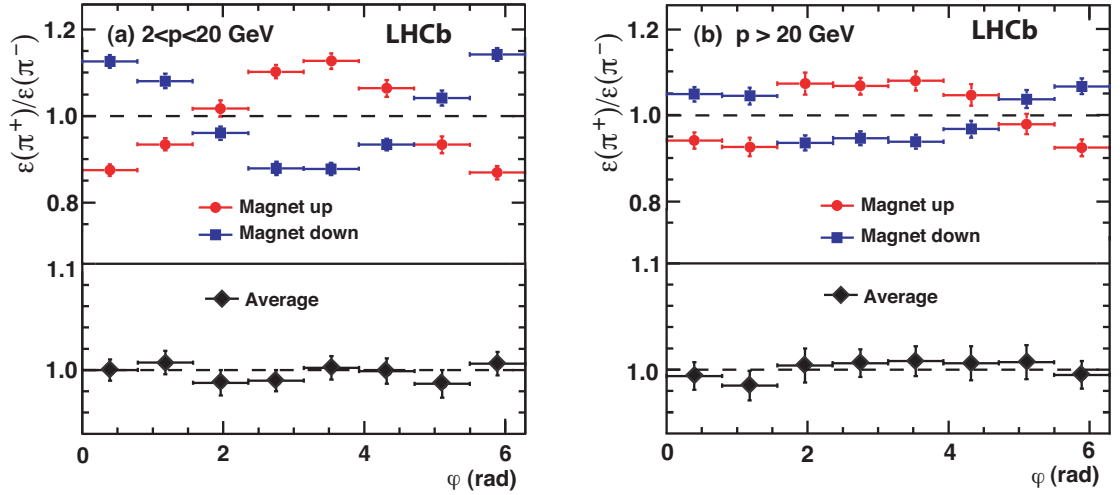 (a) 2<p<20 GeV
LHCb
ε(π⁺)/ε(π⁻)
1.2
1.0
0.8
Magnet up
Magnet down
1.1
Average
1.0
0 2 4 6
φ (rad)
(b) p > 20 GeV
LHCb
ε(π⁺)/ε(π⁻)
1.2
1.0
0.8
Magnet up
Magnet down
1.1
Average
1.0
0 2 4 6
φ (rad)